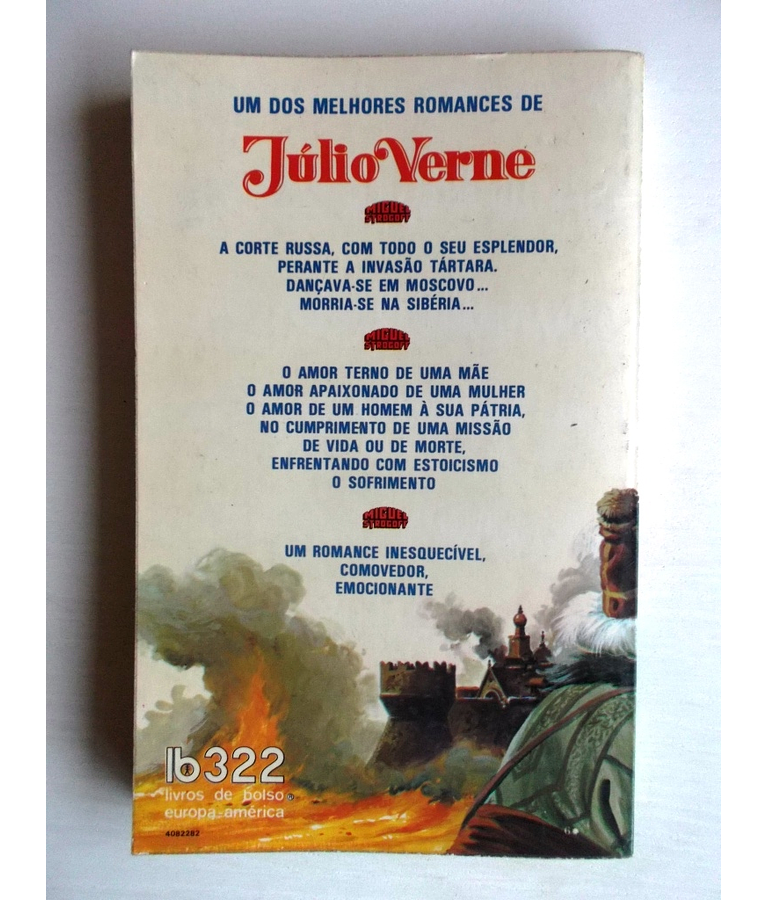 UM DOS MELHORES ROMANCES DE
Júlio Verne
MIGUEL
STROGOFF
A CORTE RUSSA, COM TODO O SEU ESPLENDOR,
PERANTE A INVASÃO TÁRTARA.
DANÇAVA-SE EM MOSCOVO...
MORRIA-SE NA SIBÉRIA...
MIGUEL
STROGOFF
O AMOR TERNO DE UMA MÃE
O AMOR APAIXONADO DE UMA MULHER
O AMOR DE UM HOMEM À SUA PÁTRIA,
NO CUMPRIMENTO DE UMA MISSÃO
DE VIDA OU DE MORTE,
ENFRENTANDO COM ESTOICISMO
O SOFRIMENTO
MIGUEL
STROGOFF
UM ROMANCE INESQUECÍVEL,
COMOVEDOR,
EMOCIONANTE
lb322
livros de bolso®
europa-américa
4082282